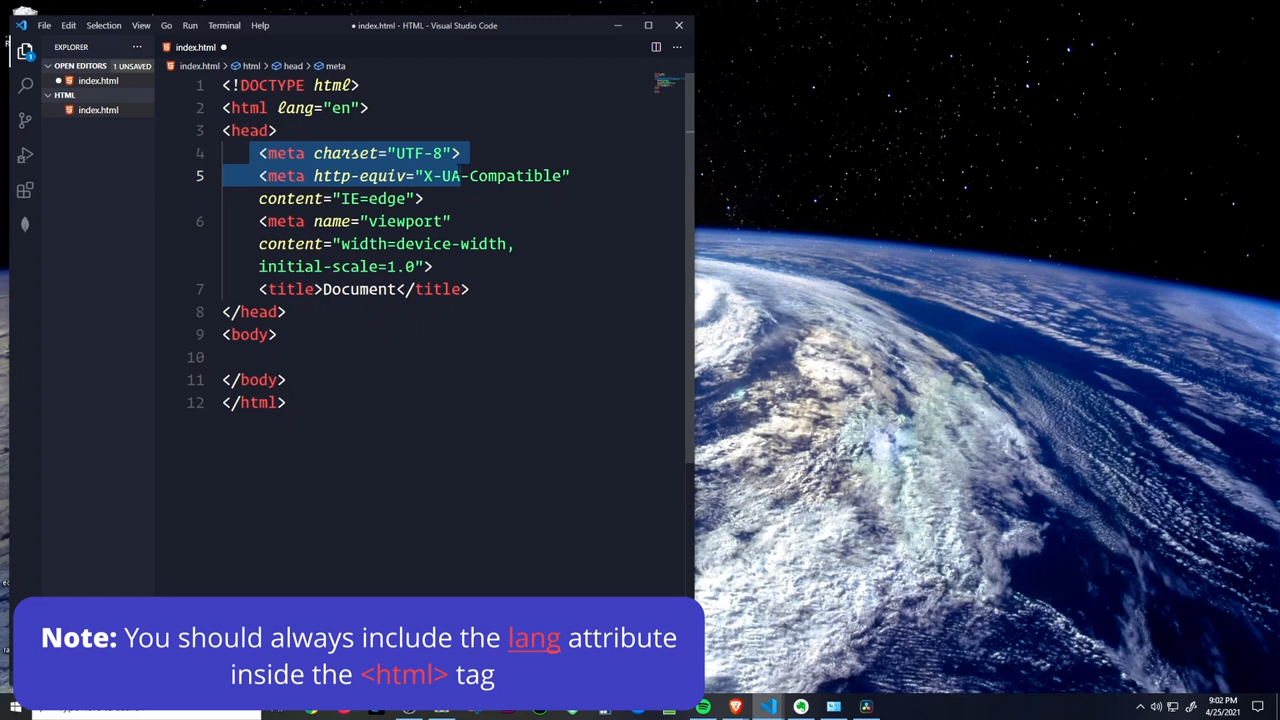 File Edit Selection View Go Run Terminal Help ● index.html - HTML - Visual Studio Code
EXPLORER
index.html
OPEN EDITORS 1 UNSAVED
index.html
HTML
index.html
index.html > html > head > meta
1 <!DOCTYPE html>
2 <html lang="en">
3 <head>
4 <meta charset="UTF-8">
5 <meta http-equiv="X-UA-Compatible"
content="IE=edge">
6 <meta name="viewport"
content="width=device-width,
initial-scale=1.0">
7 <title>Document</title>
8 </head>
9 <body>
10
11 </body>
12 </html>
Note: You should always include the lang attribute
inside the <html> tag
9:02 PM
4/25/2021